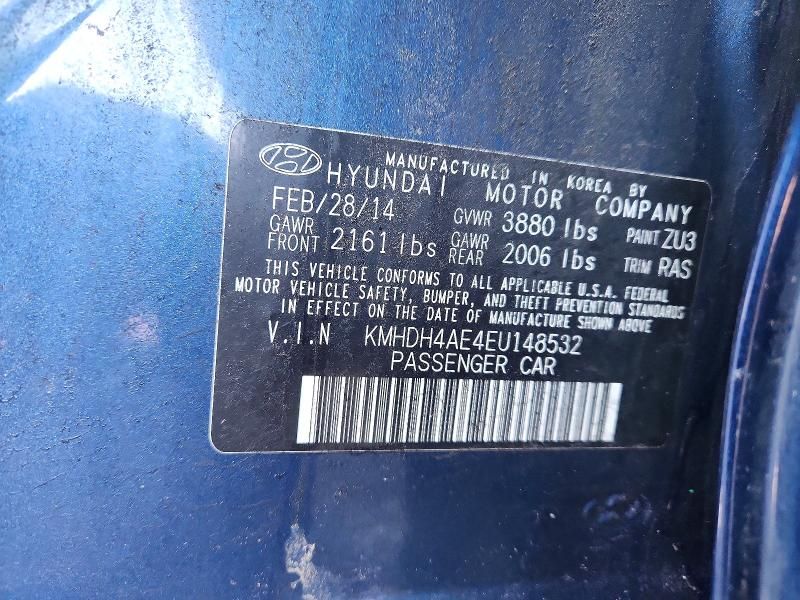 MANUFACTURED IN KOREA BY
HYUNDAI MOTOR COMPANY
FEB/28/14 GVWR 3880 lbs PAINT ZU3
GAWR FRONT 2161 lbs GAWR REAR 2006 lbs TRIM RAS
THIS VEHICLE CONFORMS TO ALL APPLICABLE U.S.A. FEDERAL
MOTOR VEHICLE SAFETY, BUMPER, AND THEFT PREVENTION STANDARDS
IN EFFECT ON THE DATE OF MANUFACTURE SHOWN ABOVE
V.I.N KMHDH4AE4EU148532
PASSENGER CAR